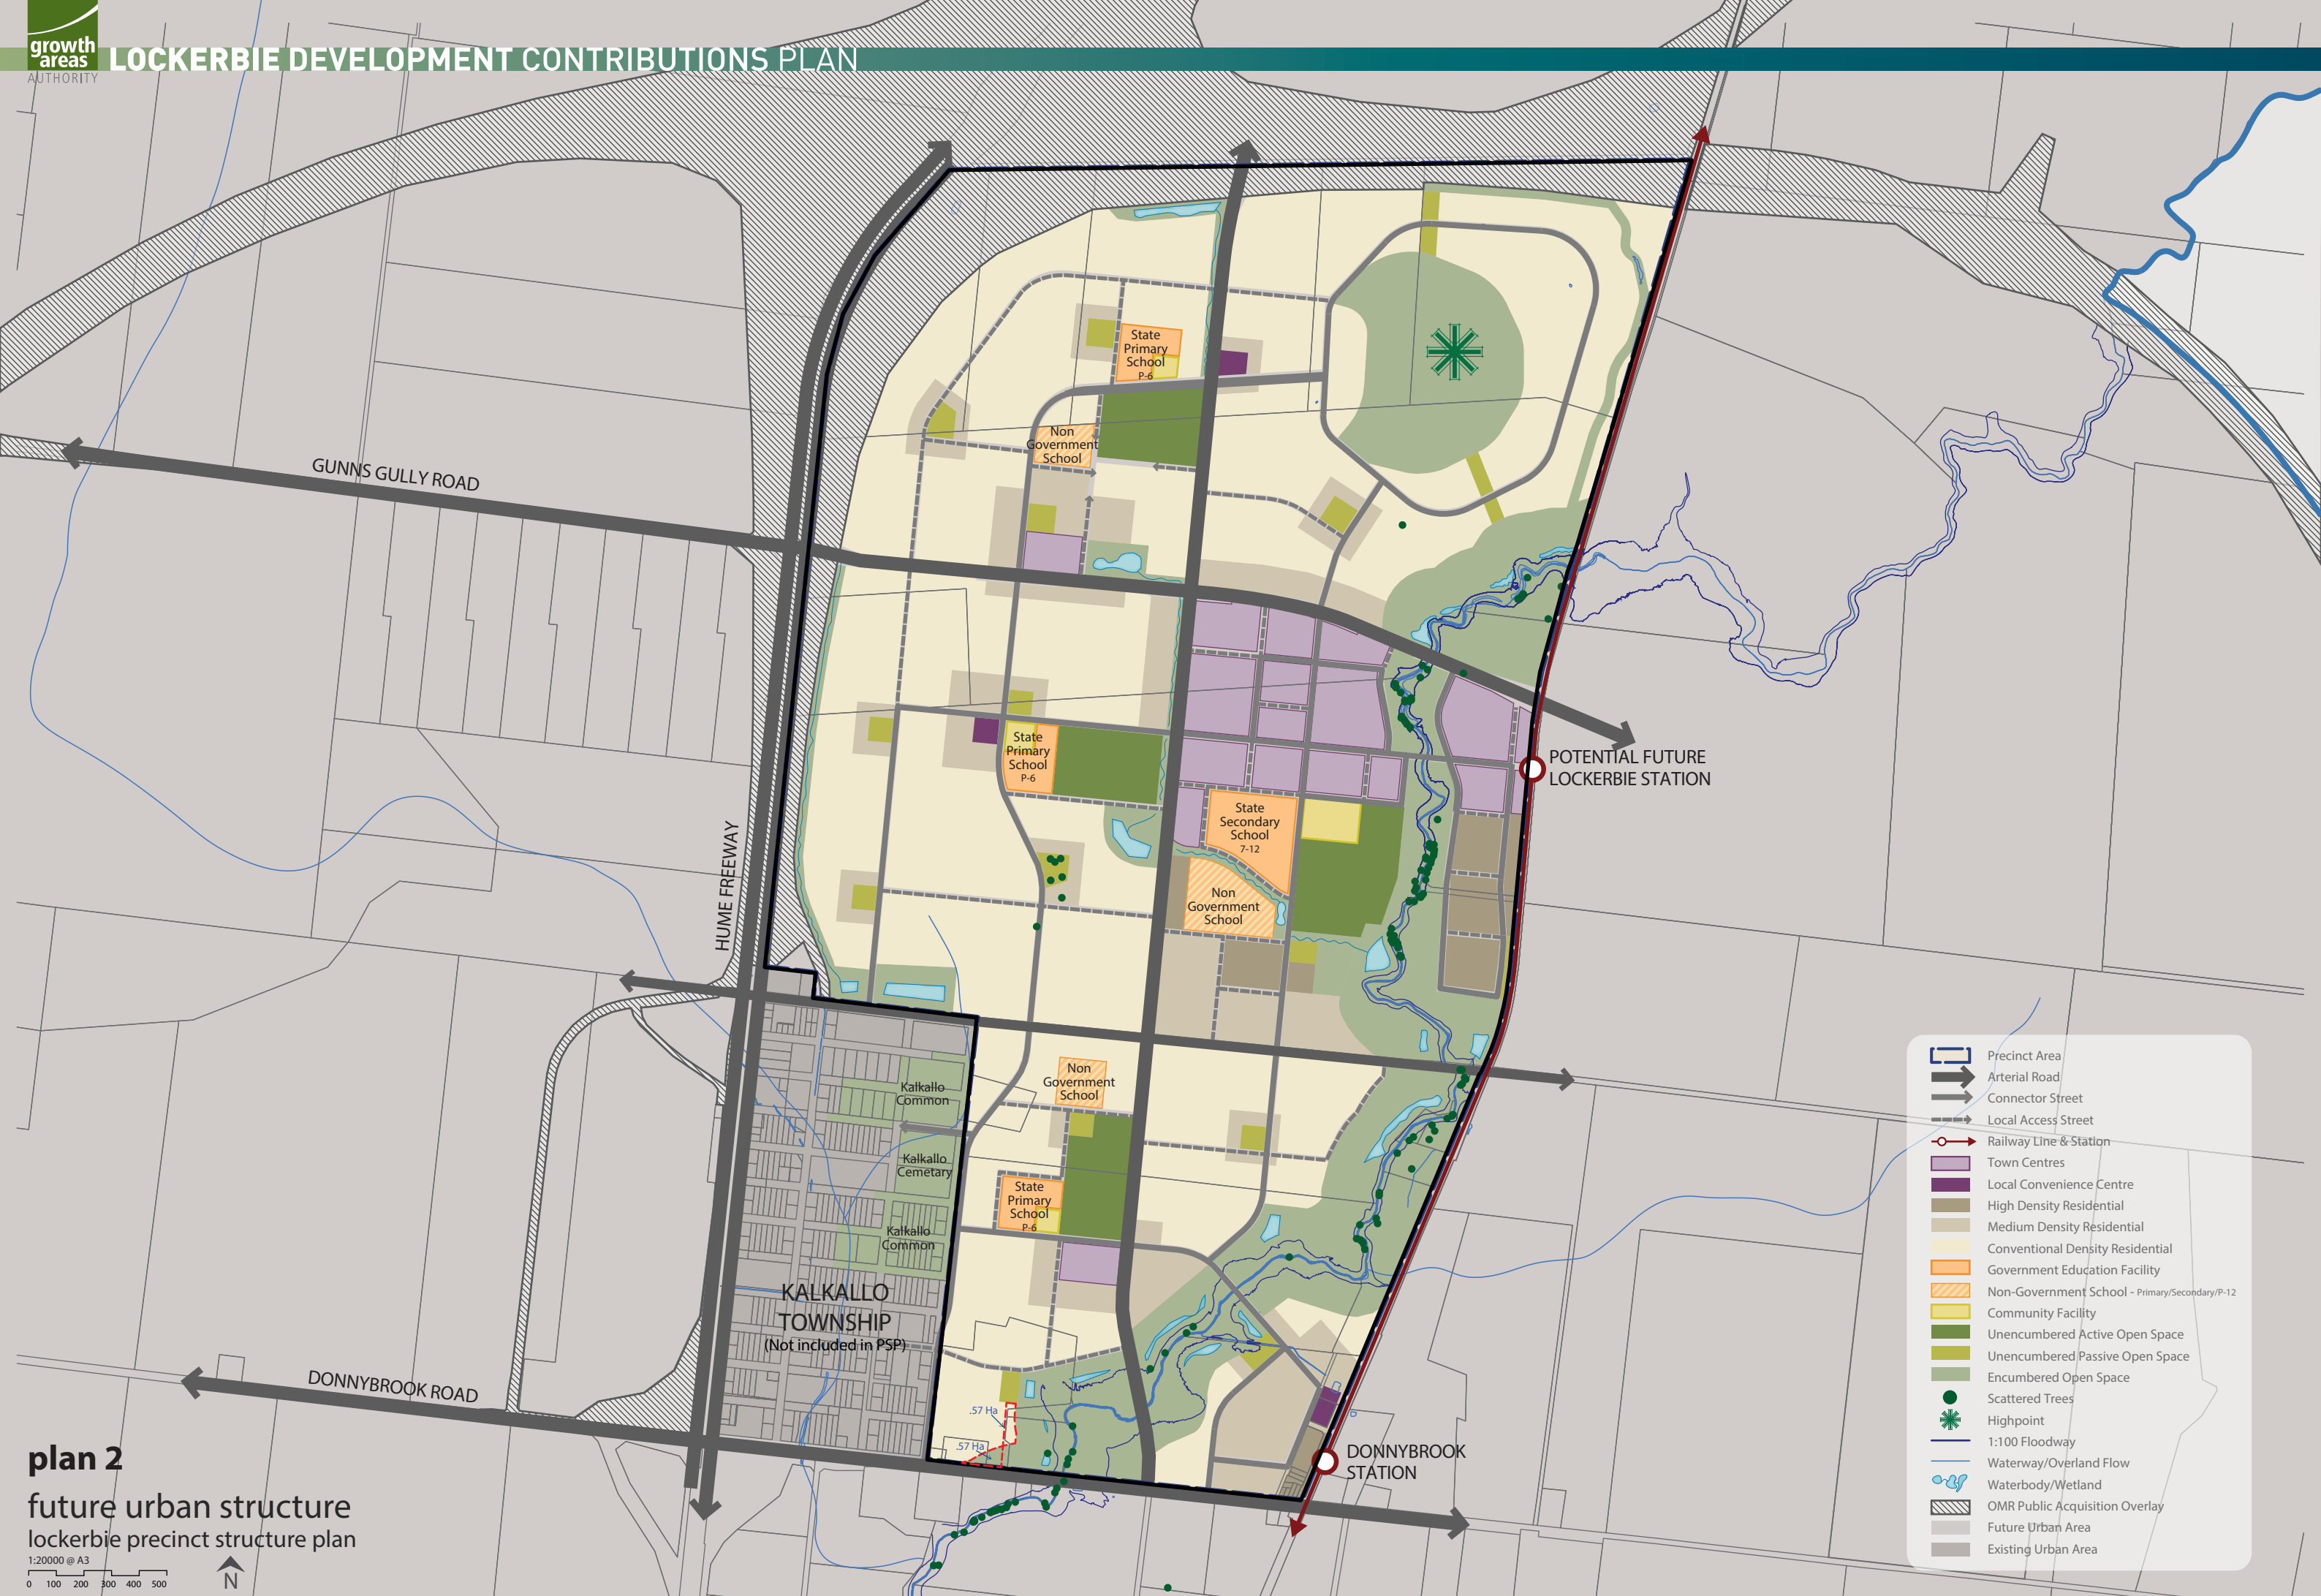 growth
areas
AUTHORITY
LOCKERBIE DEVELOPMENT CONTRIBUTIONS PLAN
State
Primary
School
P-6
Non
Government
School
GUNNS GULLY ROAD
State
Primary
School
P-6
POTENTIAL FUTURE
LOCKERBIE STATION
State
Secondary
School
7-12
HUME FREEWAY
Non
Government
School
Non
Government
School
Kalkallo
Common
Kalkallo
Cemetary
State
Primary
School
P-6
Kalkallo
Common
KALKALLO
TOWNSHIP
(Not included in PSP)
DONNYBROOK ROAD
.57 Ha
.57 Ha
DONNYBROOK
STATION
Precinct Area
Arterial Road
Connector Street
Local Access Street
Railway Line & Station
Town Centres
Local Convenience Centre
High Density Residential
Medium Density Residential
Conventional Density Residential
Government Education Facility
Non-Government School - Primary/Secondary/P-12
Community Facility
Unencumbered Active Open Space
Unencumbered Passive Open Space
Encumbered Open Space
Scattered Trees
Highpoint
1:100 Floodway
Waterway/Overland Flow
Waterbody/Wetland
OMR Public Acquisition Overlay
Future Urban Area
Existing Urban Area
plan 2
future urban structure
lockerbie precinct structure plan
1:20000 @ A3
0 100 200 300 400 500
N